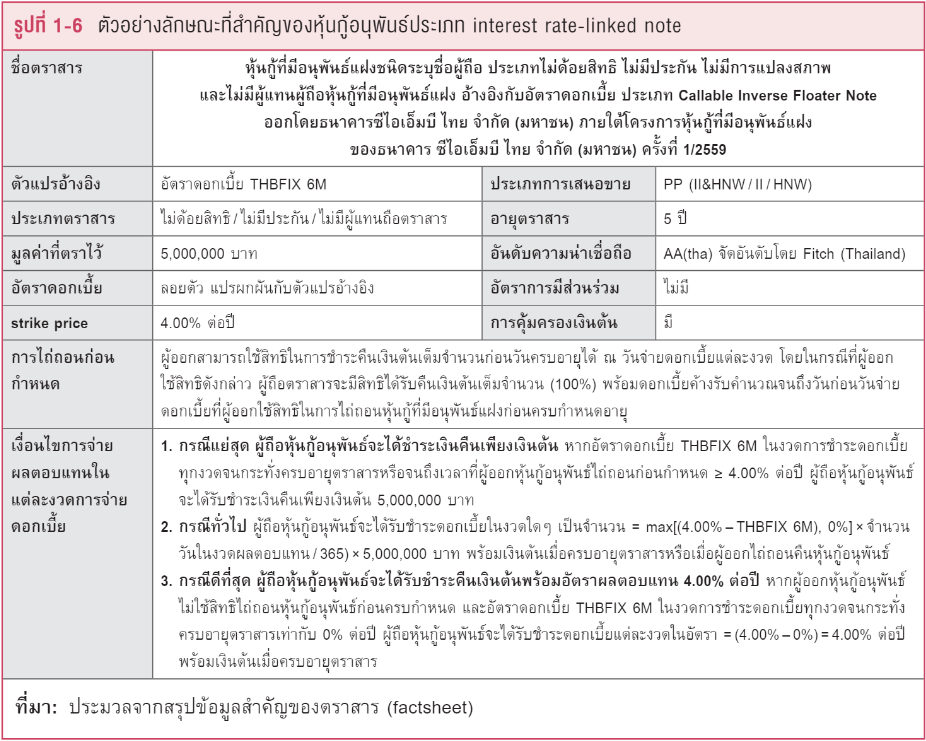 รูปที่ 1-6 ตัวอย่างลักษณะที่สำคัญของหุ้นกู้อนุพันธ์ประเภท interest rate-linked note
ชื่อตราสาร
หุ้นกู้ที่มีอนุพันธ์แฝงชนิดระบุชื่อผู้ถือ ประเภทไม่ด้อยสิทธิ ไม่มีประกัน ไม่มีการแปลงสภาพ
และไม่มีผู้แทนผู้ถือหุ้นกู้ที่มีอนุพันธ์แฝง อ้างอิงกับอัตราดอกเบี้ย ประเภท Callable Inverse Floater Note
ออกโดยธนาคารซีไอเอ็มบี ไทย จำกัด (มหาชน) ภายใต้โครงการหุ้นกู้ที่มีอนุพันธ์แฝง
ของธนาคาร ซีไอเอ็มบี ไทย จำกัด (มหาชน) ครั้งที่ 1/2559
ตัวแปรอ้างอิง อัตราดอกเบี้ย THBFIX 6M ประเภทการเสนอขาย PP (II&HNW / II / HNW)
ประเภทตราสาร ไม่ด้อยสิทธิ / ไม่มีประกัน / ไม่มีผู้แทนถือตราสาร อายุตราสาร 5 ปี
มูลค่าที่ตราไว้ 5,000,000 บาท อันดับความน่าเชื่อถือ AA(tha) จัดอันดับโดย Fitch (Thailand)
อัตราดอกเบี้ย ลอยตัว แปรผกผันกับตัวแปรอ้างอิง อัตราการมีส่วนร่วม ไม่มี
strike price 4.00% ต่อปี การคุ้มครองเงินต้น มี
การไถ่ถอนก่อน
กำหนด
ผู้ออกสามารถใช้สิทธิในการชำระคืนเงินต้นเต็มจำนวนก่อนวันครบอายุได้ ณ วันจ่ายดอกเบี้ยแต่ละงวด โดยในกรณีที่ผู้ออก
ใช้สิทธิดังกล่าว ผู้ถือตราสารจะมีสิทธิได้รับคืนเงินต้นเต็มจำนวน (100%) พร้อมดอกเบี้ยค้างรับคำนวณจนถึงวันก่อนวันจ่าย
ดอกเบี้ยที่ผู้ออกใช้สิทธิในการไถ่ถอนหุ้นกู้ที่มีอนุพันธ์แฝงก่อนครบกำหนดอายุ
เงื่อนไขการจ่าย
ผลตอบแทนใน
แต่ละงวดการจ่าย
ดอกเบี้ย
1. กรณีแย่สุด ผู้ถือหุ้นกู้อนุพันธ์จะได้ชำระเงินคืนเพียงเงินต้น หากอัตราดอกเบี้ย THBFIX 6M ในงวดการชำระดอกเบี้ย
ทุกงวดจนกระทั่งครบอายุตราสารหรือจนถึงเวลาที่ผู้ออกหุ้นกู้อนุพันธ์ไถ่ถอนก่อนกำหนด ≥ 4.00% ต่อปี ผู้ถือหุ้นกู้อนุพันธ์
จะได้รับชำระเงินคืนเพียงเงินต้น 5,000,000 บาท
2. กรณีทั่วไป ผู้ถือหุ้นกู้อนุพันธ์จะได้รับชำระดอกเบี้ยในงวดใดๆ เป็นจำนวน = max[(4.00% – THBFIX 6M), 0%] × จำนวน
วันในงวดผลตอบแทน / 365) × 5,000,000 บาท พร้อมเงินต้นเมื่อครบอายุตราสารหรือเมื่อผู้ออกไถ่ถอนคืนหุ้นกู้อนุพันธ์
3. กรณีดีที่สุด ผู้ถือหุ้นกู้อนุพันธ์จะได้รับชำระคืนเงินต้นพร้อมอัตราผลตอบแทน 4.00% ต่อปี หากผู้ออกหุ้นกู้อนุพันธ์
ไม่ใช้สิทธิไถ่ถอนหุ้นกู้อนุพันธ์ก่อนครบกำหนด และอัตราดอกเบี้ย THBFIX 6M ในงวดการชำระดอกเบี้ยทุกงวดจนกระทั่ง
ครบอายุตราสารเท่ากับ 0% ต่อปี ผู้ถือหุ้นกู้อนุพันธ์จะได้รับชำระดอกเบี้ยแต่ละงวดในอัตรา = (4.00% – 0%) = 4.00% ต่อปี
พร้อมเงินต้นเมื่อครบอายุตราสาร
ที่มา: ประมวลจากสรุปข้อมูลสำคัญของตราสาร (factsheet)